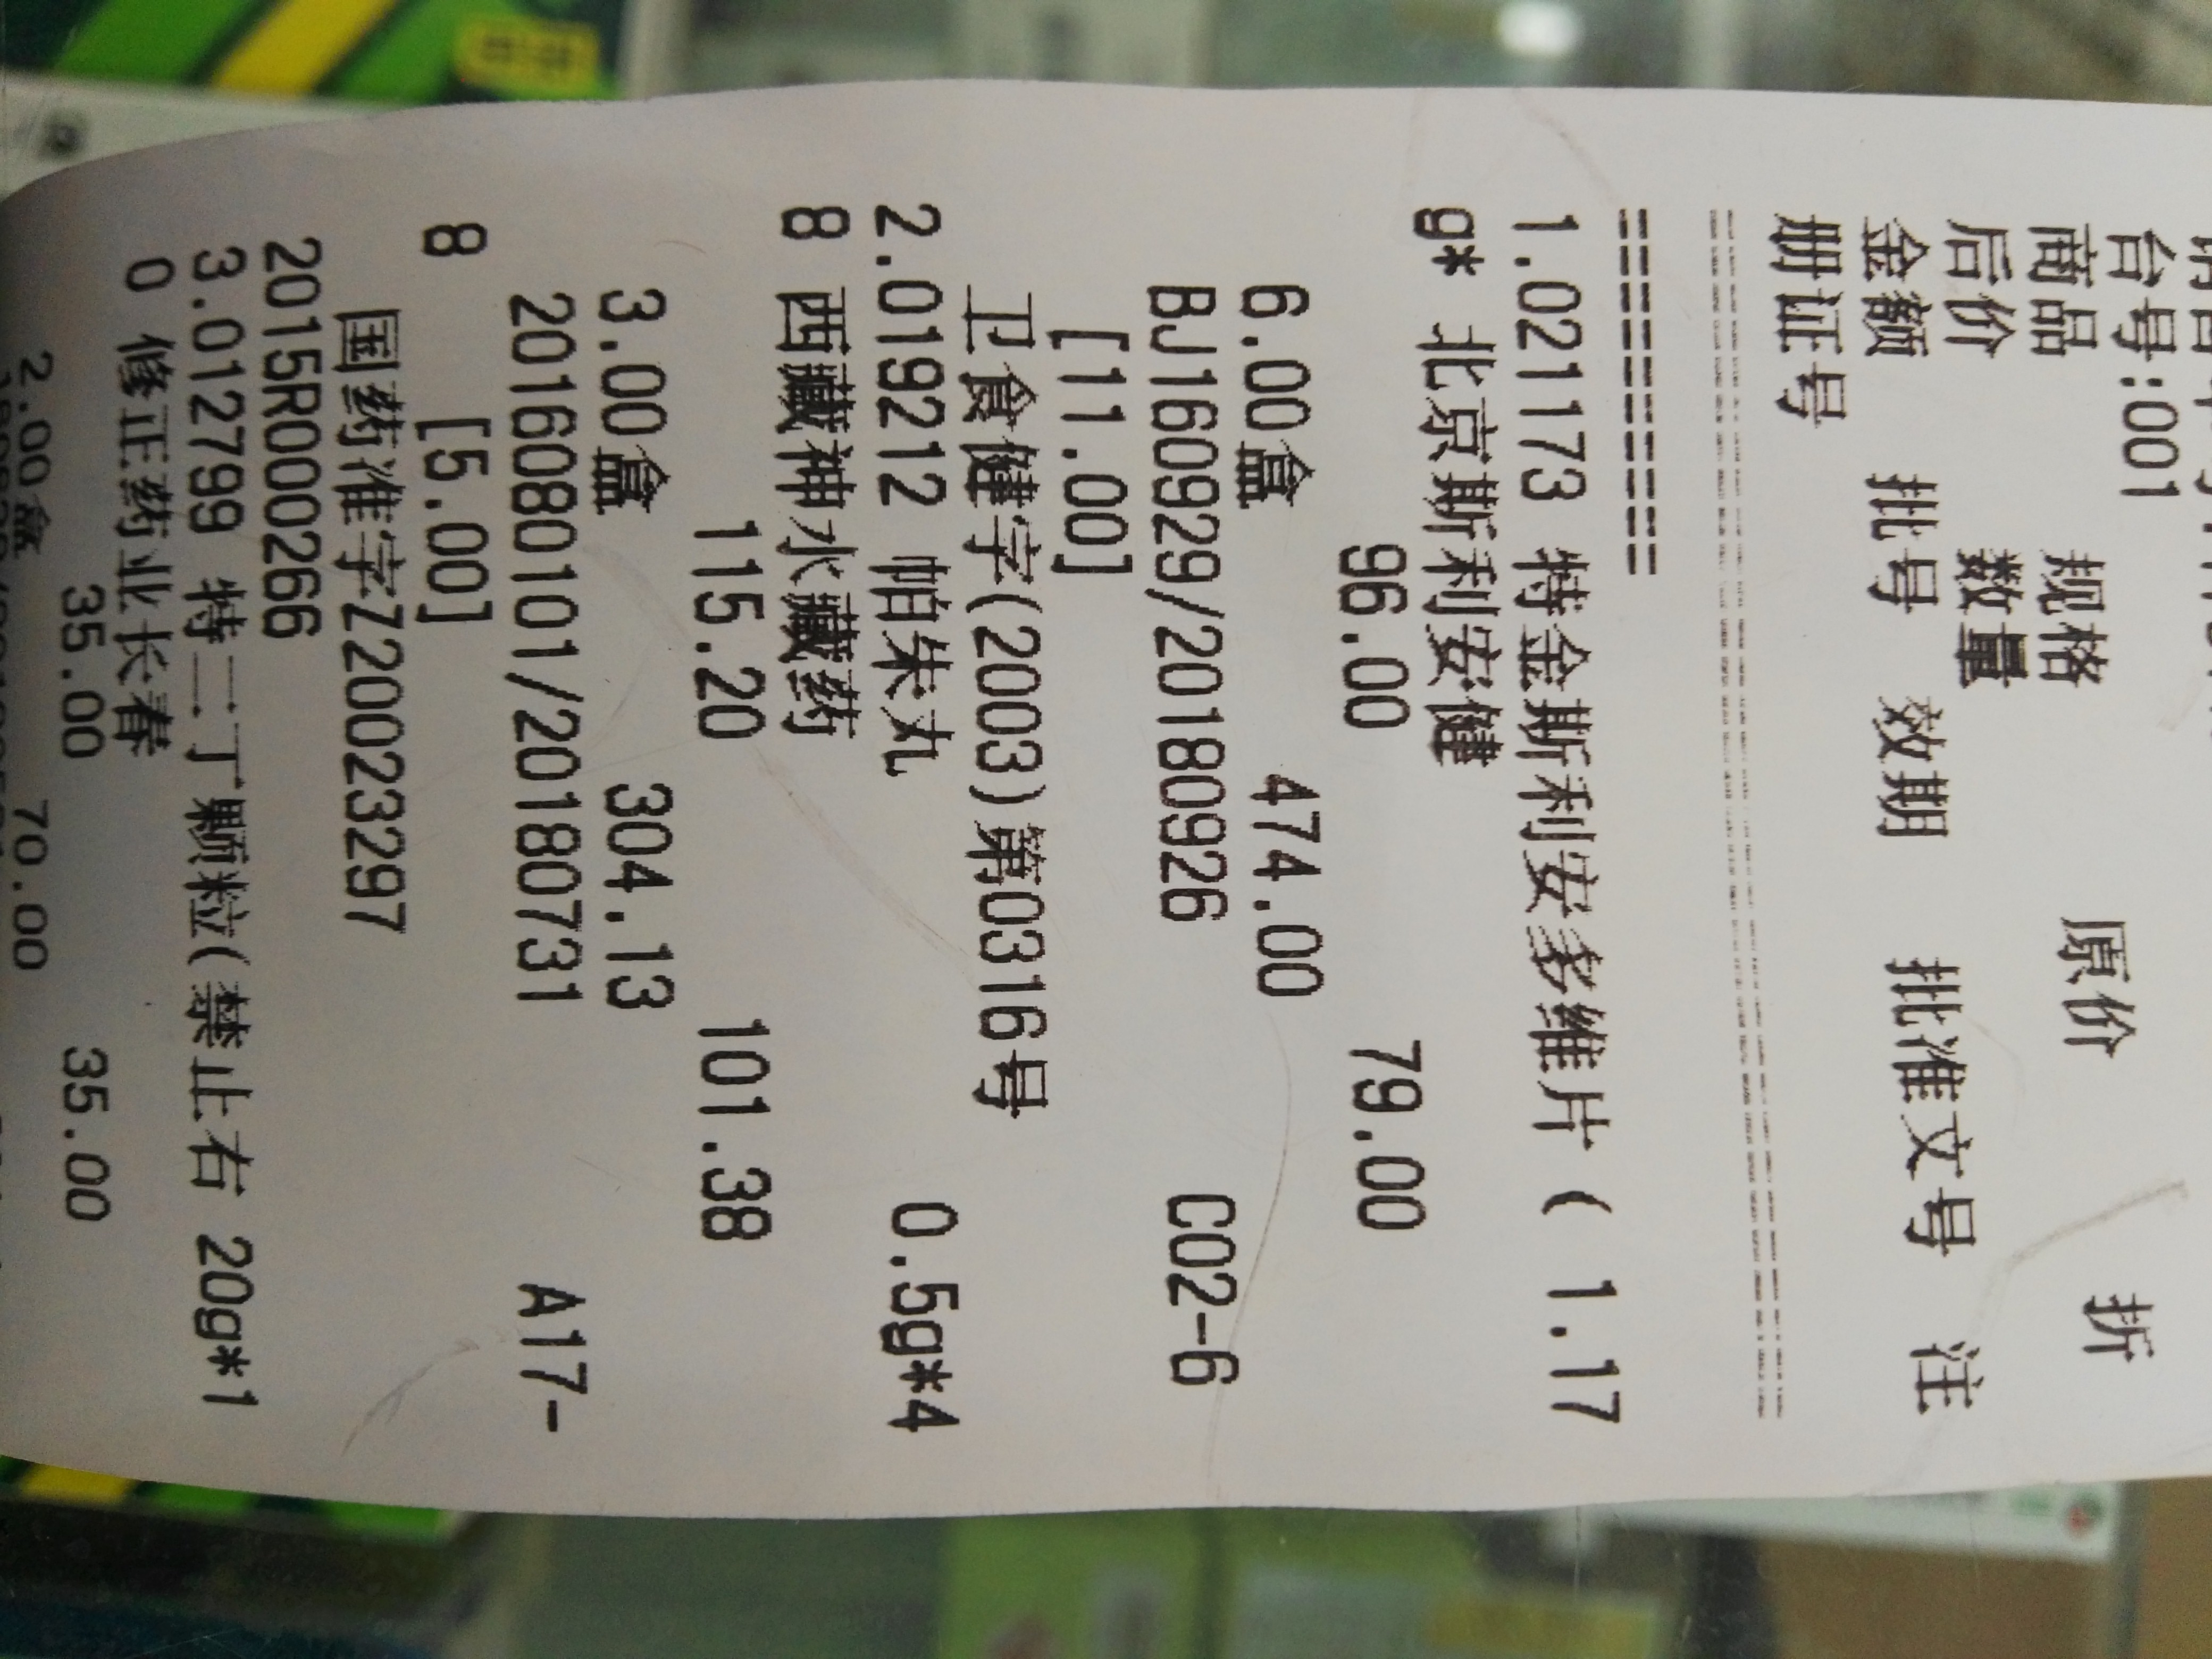 台号:001
商品 规格 原价 折
后价 数量
金额 批号 效期 批准文号 注
册证号
====================
=========
1.021173 特金斯利安多维片( 1.17
g* 北京斯利安健
96.00 79.00
6.00盒 474.00
BJ160929/20180926 C02-6
[11.00]
卫食健字(2003)第0316号
2.019212 帕朱丸 0.5g*4
8 西藏神水藏药
115.20 101.38
3.00盒 304.13
2016080101/20180731 A17-
8 [5.00]
国药准字Z20023297
2015R000266
3.012799 特二丁颗粒(禁止右 20g*1
0 修正药业长春
35.00 35.00
2.00盒 70.00